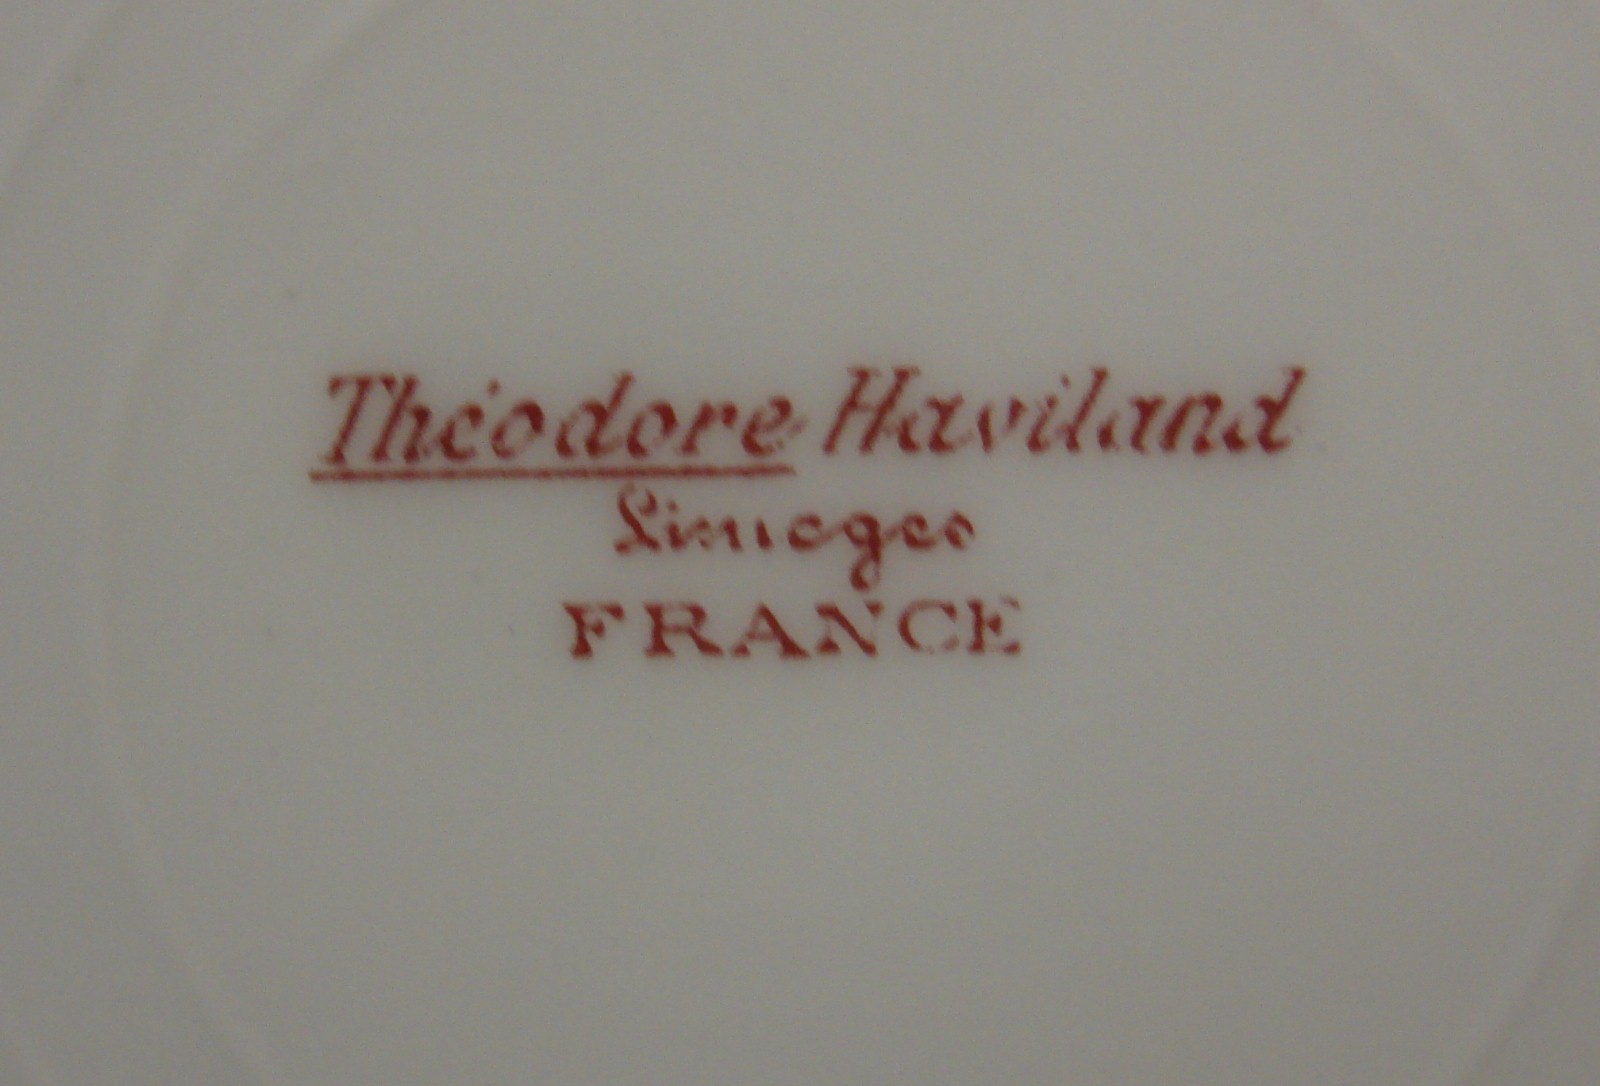 Théodore Haviland
Limoges
FRANCE